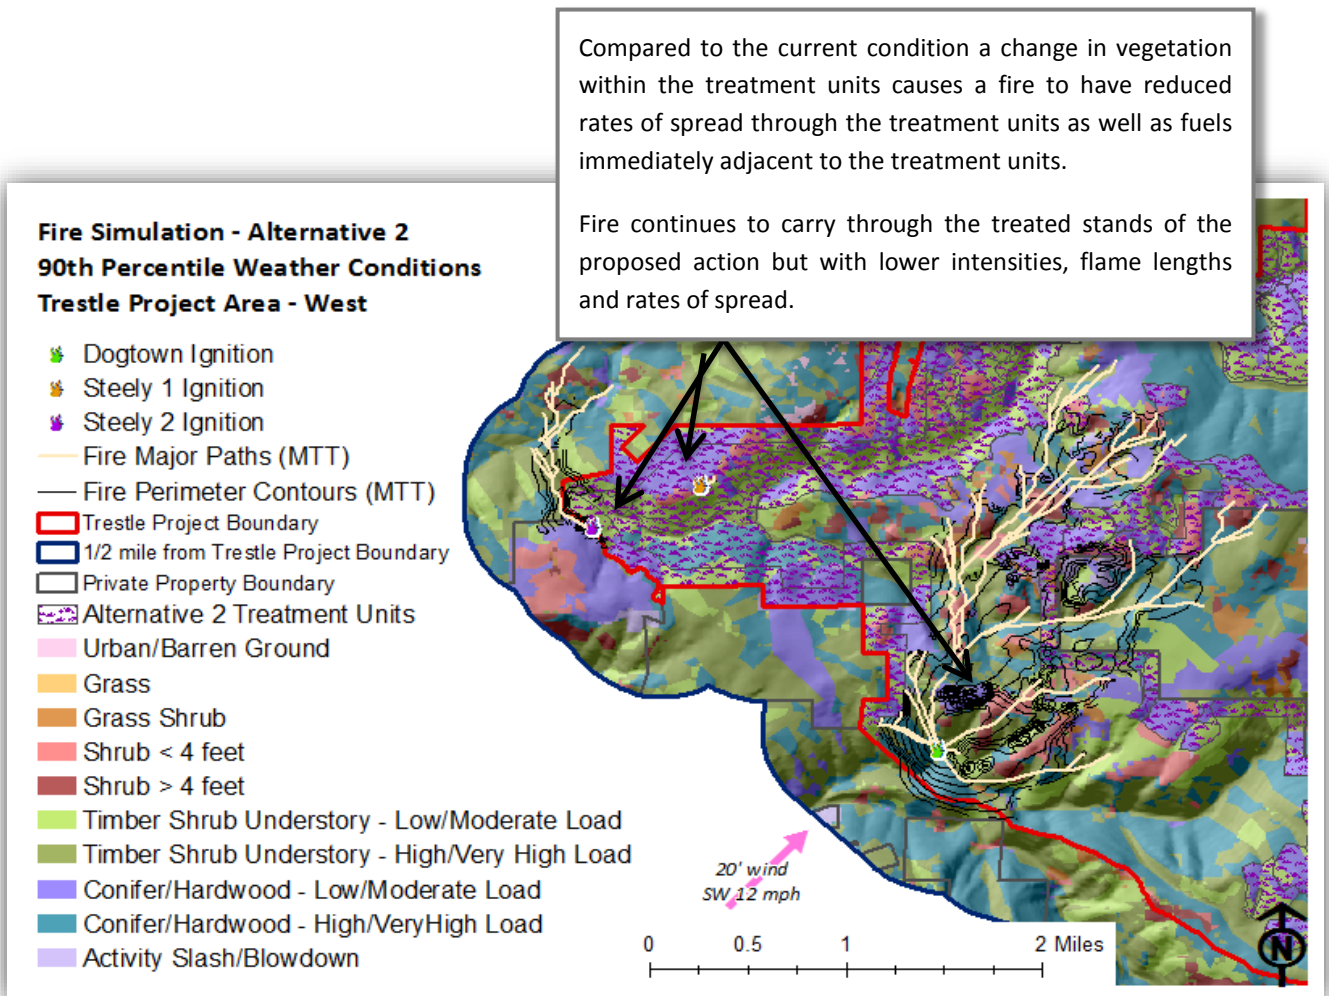 Compared to the current condition a change in vegetation
within the treatment units causes a fire to have reduced
rates of spread through the treatment units as well as fuels
immediately adjacent to the treatment units.
Fire continues to carry through the treated stands of the
proposed action but with lower intensities, flame lengths
and rates of spread.
Fire Simulation - Alternative 2
90th Percentile Weather Conditions
Trestle Project Area - West
Dogtown Ignition
Steely 1 Ignition
Steely 2 Ignition
Fire Major Paths (MTT)
Fire Perimeter Contours (MTT)
Trestle Project Boundary
1/2 mile from Trestle Project Boundary
Private Property Boundary
Alternative 2 Treatment Units
Urban/Barren Ground
Grass
Grass Shrub
Shrub < 4 feet
Shrub > 4 feet
Timber Shrub Understory - Low/Moderate Load
Timber Shrub Understory - High/Very High Load
Conifer/Hardwood - Low/Moderate Load
Conifer/Hardwood - High/VeryHigh Load
Activity Slash/Blowdown
20' wind
SW 12 mph
0 0.5 1 2 Miles
N